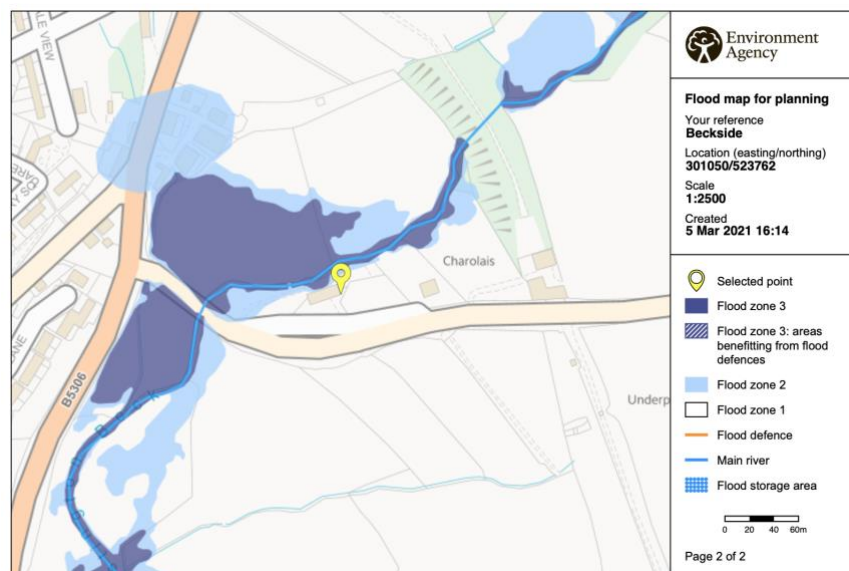 Environment
Agency
Flood map for planning
Your reference
Beckside
Location (easting/northing)
301050/523762
Scale
1:2500
Created
5 Mar 2021 16:14
Selected point
Flood zone 3
Flood zone 3: areas
benefitting from flood
defences
Flood zone 2
Flood zone 1
Flood defence
Main river
Flood storage area
0 20 40 60m
Page 2 of 2
ALE VIEW
Charolais
B5306
Underp